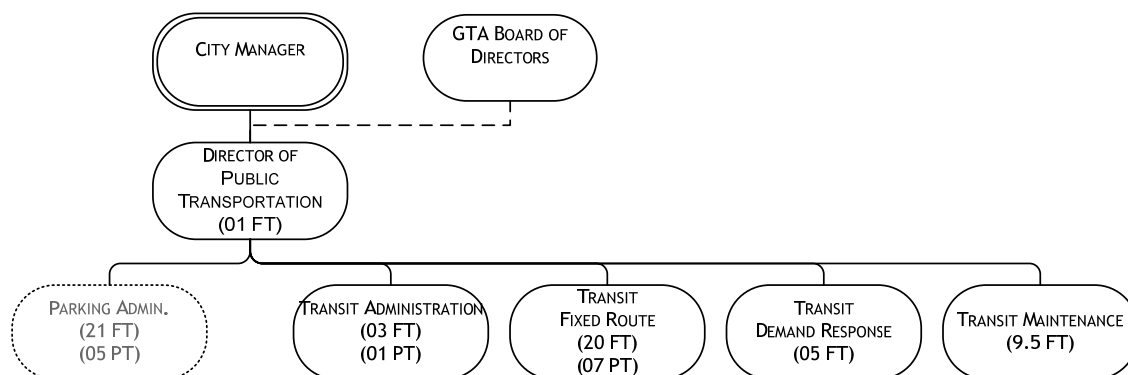 CITY MANAGER
GTA BOARD OF
DIRECTORS
DIRECTOR OF
PUBLIC
TRANSPORTATION
(01 FT)
PARKING ADMIN.
(21 FT)
(05 PT)
TRANSIT ADMINISTRATION
(03 FT)
(01 PT)
TRANSIT
FIXED ROUTE
(20 FT)
(07 PT)
TRANSIT
DEMAND RESPONSE
(05 FT)
TRANSIT MAINTENANCE
(9.5 FT)